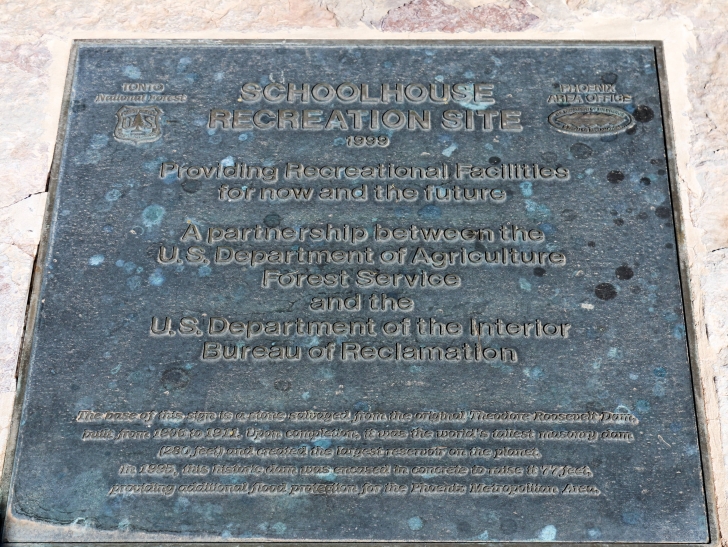 TONTO
National Forest
SCHOOLHOUSE
RECREATION SITE
1999
PHOENIX
AREA OFFICE
Providing Recreational Facilities
for now and the future
A partnership between the
U.S. Department of Agriculture
Forest Service
and the
U.S. Department of the Interior
Bureau of Reclamation
The base of this sign is a stone salvaged from the original Theodore Roosevelt Dam,
built from 1906 to 1911. Upon completion, it was the world's tallest masonry dam
(280 feet) and created the largest reservoir on the planet.
In 1995, this historic dam was encased in concrete to raise it 77 feet,
providing additional flood protection for the Phoenix Metropolitan Area.